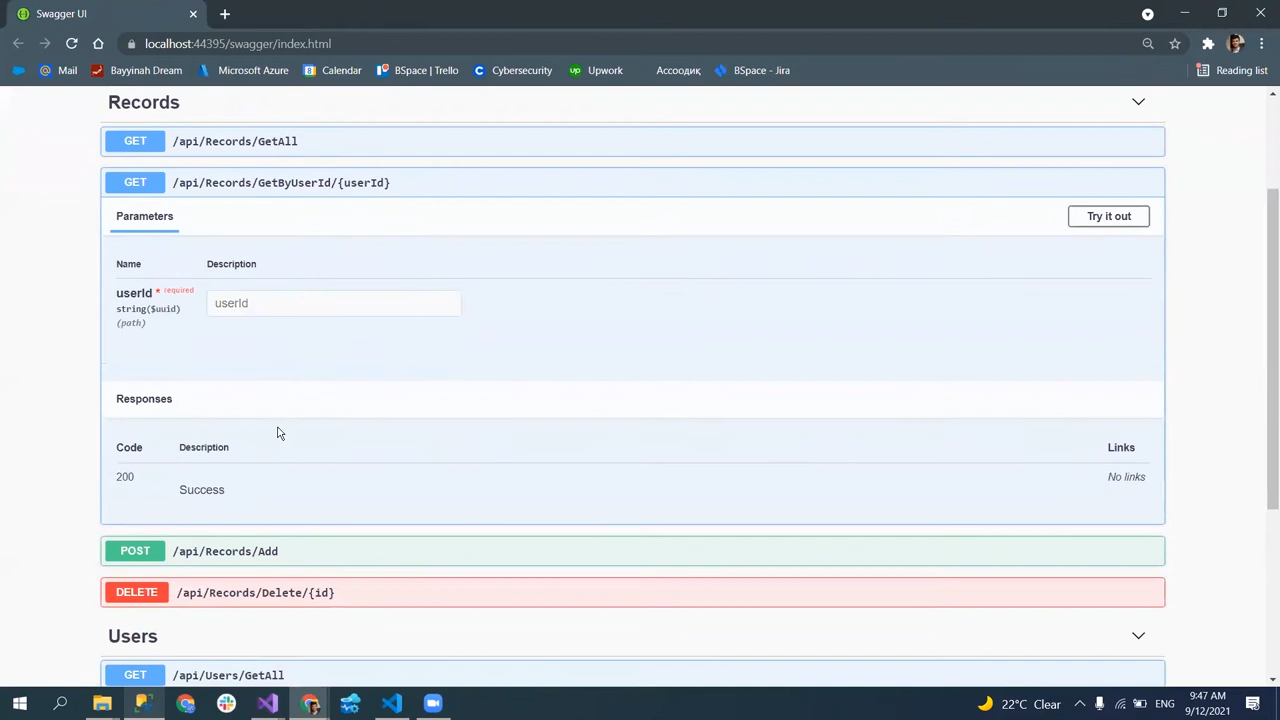 Swagger UI
localhost:44395/swagger/index.html
Mail
Bayyinah Dream
Microsoft Azure
Calendar
BSpace | Trello
Cybersecurity
up Upwork
Ассоодиқ
BSpace - Jira
Reading list
Records
GET /api/Records/GetAll
GET /api/Records/GetByUserId/{userId}
Parameters
Try it out
Name Description
userId * required
userId
string($uuid)
(path)
Responses
Code Description Links
200 No links
Success
POST /api/Records/Add
DELETE /api/Records/Delete/{id}
Users
GET /api/Users/GetAll
22°C Clear
ENG
9:47 AM
9/12/2021